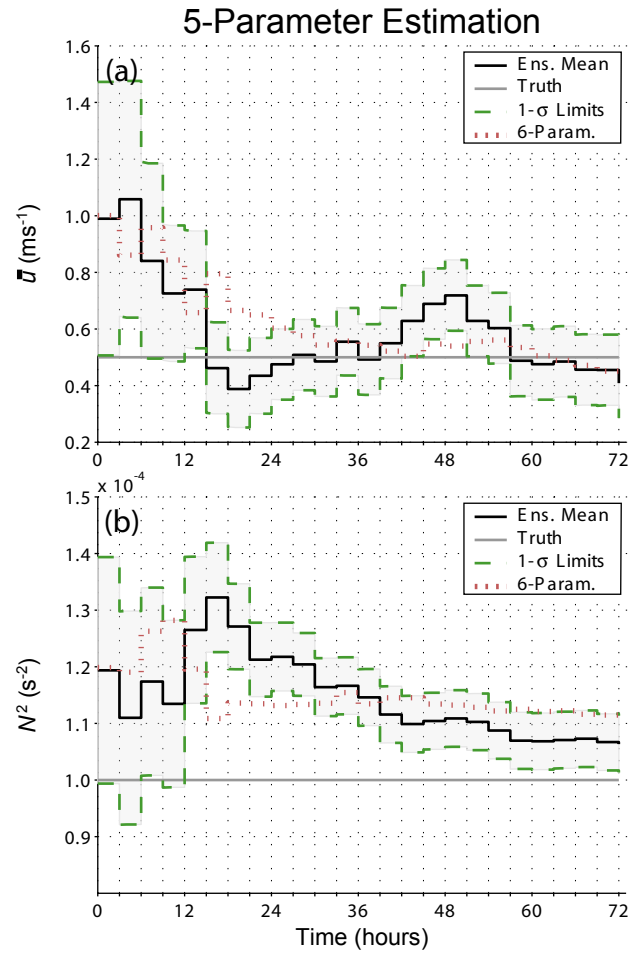 5-Parameter Estimation
(a)
1.6
1.4
1.2
1.0
0.8
0.6
0.4
0.2
ū (ms⁻¹)
Ens. Mean
Truth
1-σ Limits
6-Param.
0 12 24 36 48 60 72
x 10⁻⁴
(b)
1.5
1.4
1.3
1.2
1.1
1.0
0.9
N² (s⁻²)
Ens. Mean
Truth
1-σ Limits
6-Param.
0 12 24 36 48 60 72
Time (hours)